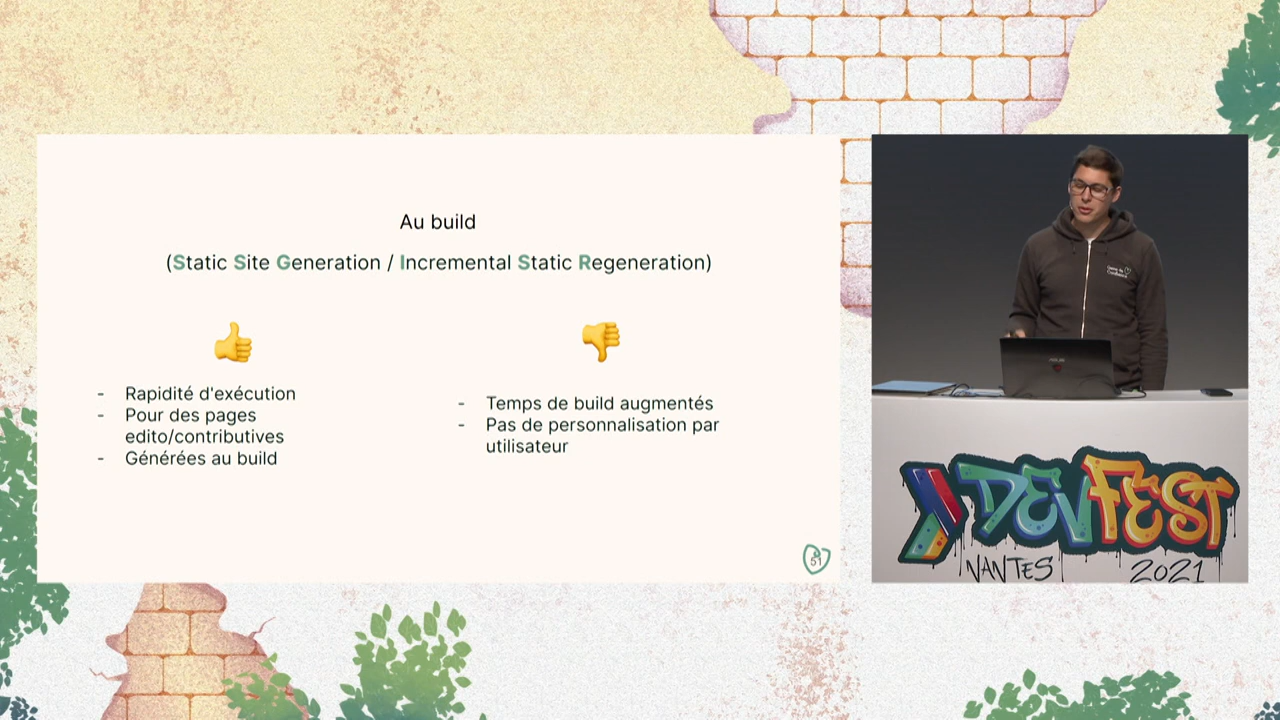 Au build
(Static Site Generation / Incremental Static Regeneration)
👍
👎
- Rapidité d'exécution
- Pour des pages
edito/contributives
- Générées au build
- Temps de build augmentés
- Pas de personnalisation par
utilisateur
51
DEVFEST
NANTES 2021